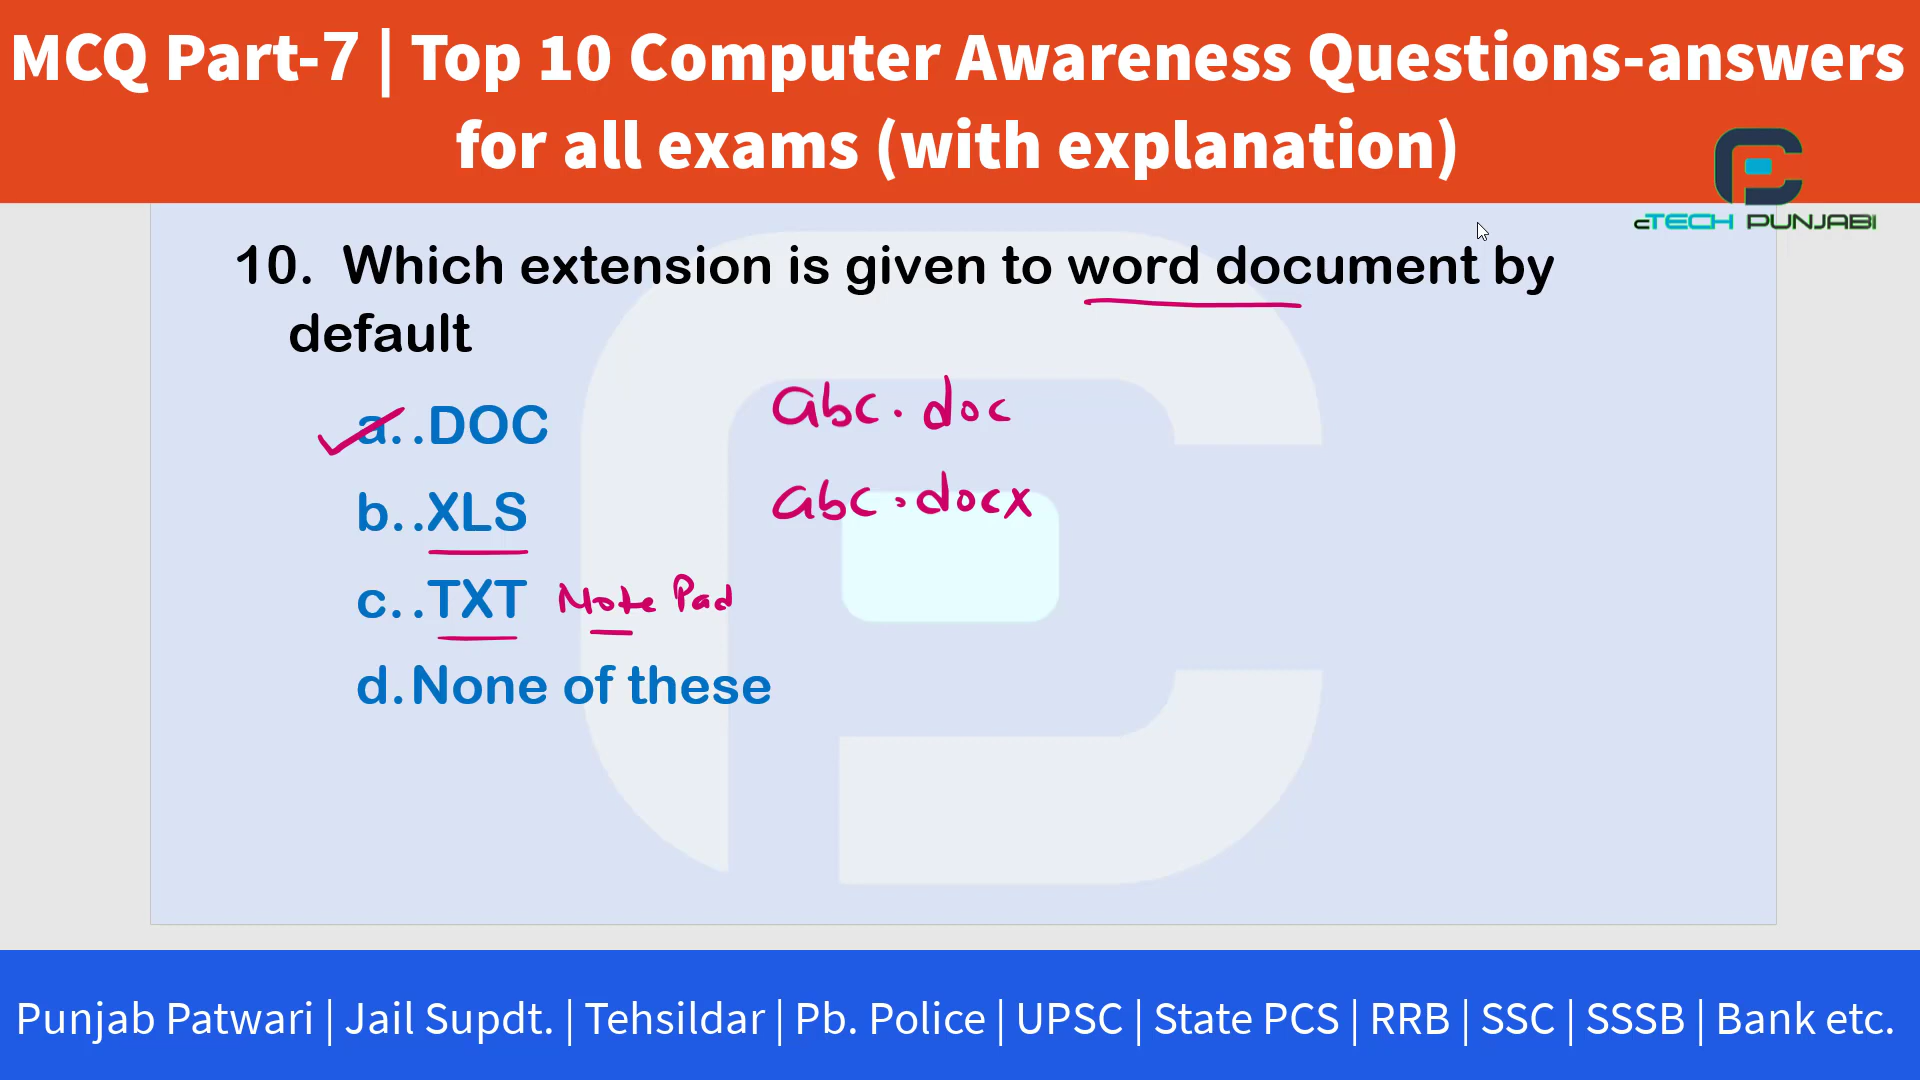 MCQ Part-7 | Top 10 Computer Awareness Questions-answers
for all exams (with explanation)
eTECH PUNJABI
10. Which extension is given to word document by
default
a. .DOC
b. .XLS
c. .TXT Note Pad
d. None of these
abc.doc
abc.docx
Punjab Patwari | Jail Supdt. | Tehsildar | Pb. Police | UPSC | State PCS | RRB | SSC | SSSB | Bank etc.